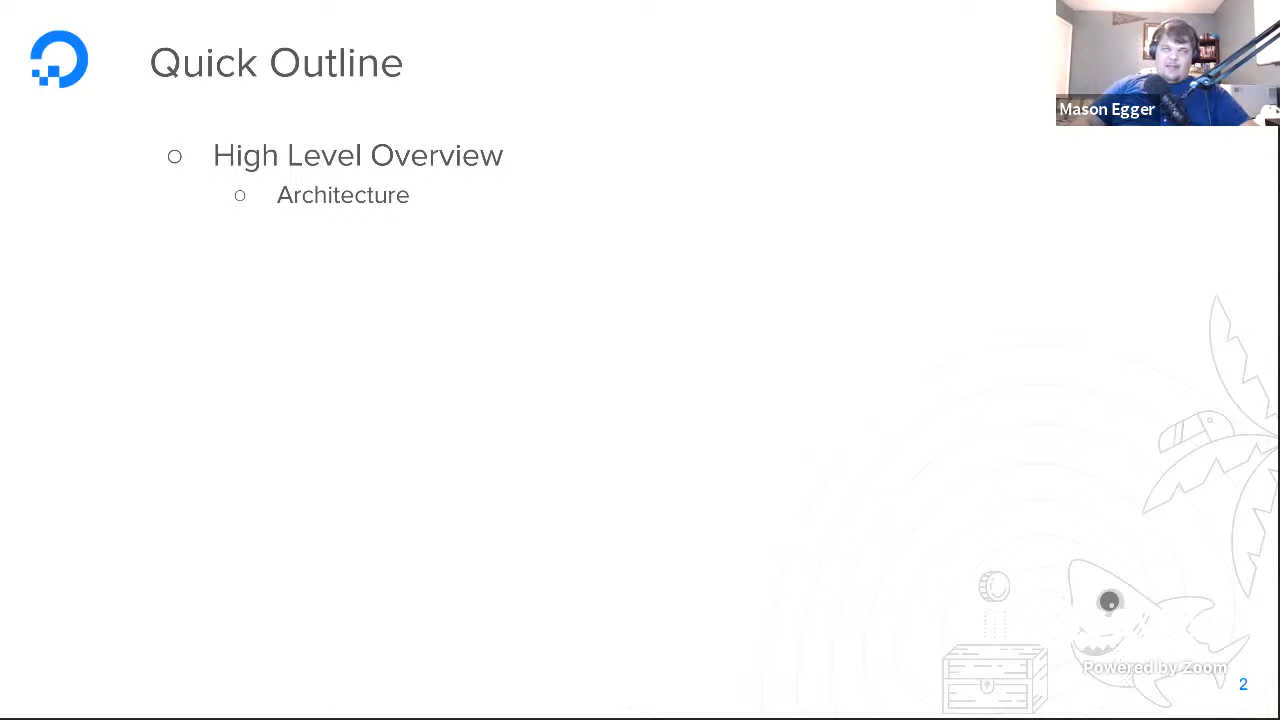 Quick Outline
Mason Egger
High Level Overview
Architecture
Powered by Zoom
2